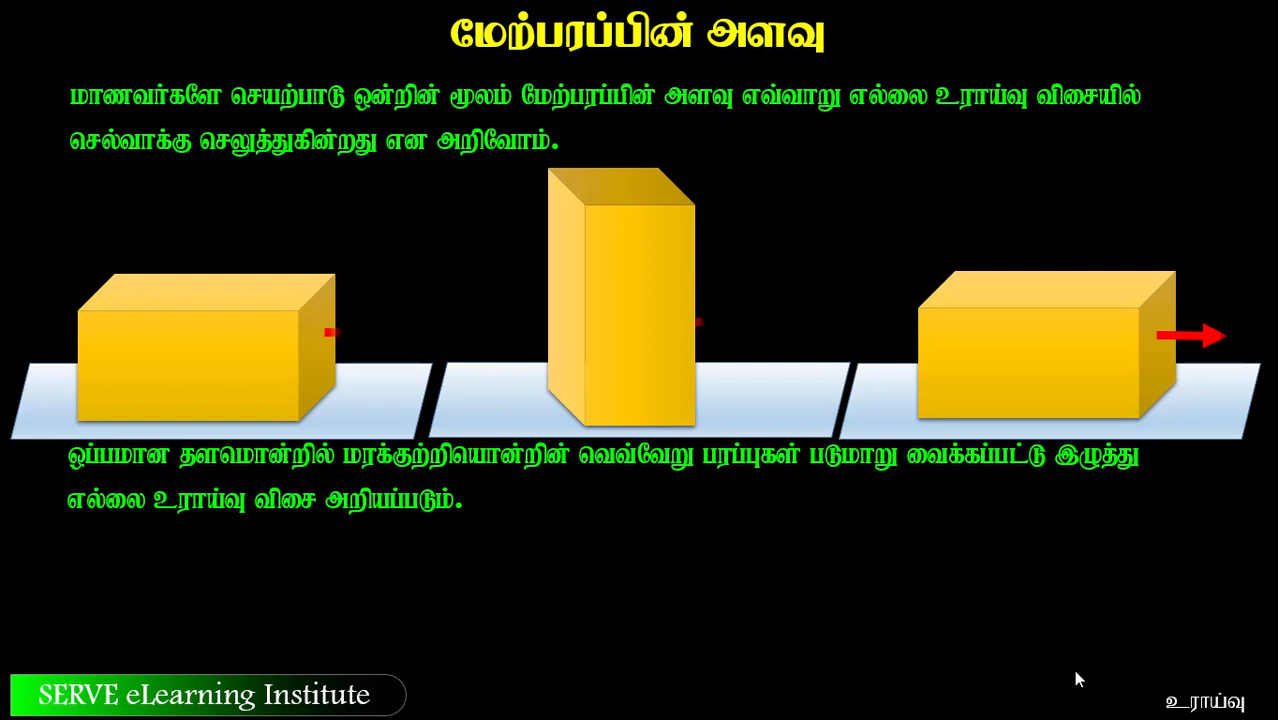 மேற்பரப்பின் அளவு
மாணவர்களே செயற்பாடு ஒன்றின் மூலம் மேற்பரப்பின் அளவு எவ்வாறு எல்லை உராய்வு விசையில்
செல்வாக்கு செலுத்துகின்றது என அறிவோம்.
ஒப்பமான தளமொன்றில் மரக்குற்றியொன்றின் வெவ்வேறு பரப்புகள் படுமாறு வைக்கப்பட்டு இழுத்து
எல்லை உராய்வு விசை அறியப்படும்.
SERVE eLearning Institute
உராய்வு